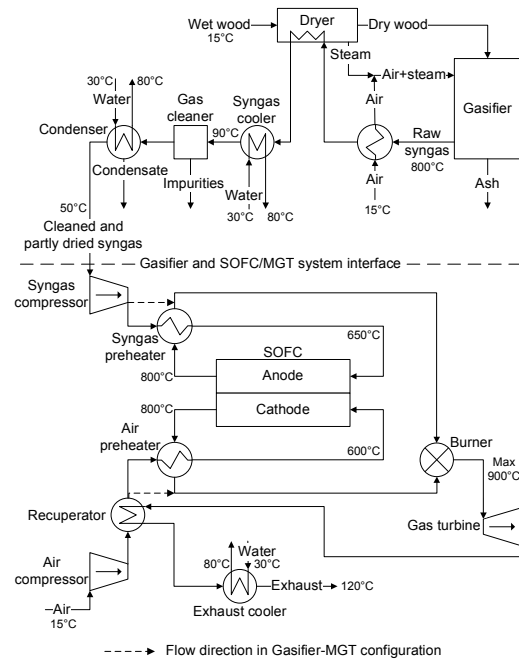 Wet wood
15°C
Dryer
Dry wood
Steam
Air+steam
Gasifier
30°C
80°C
Water
Condenser
Gas
cleaner
Syngas
cooler
90°C
Air
Raw
syngas
800°C
Condensate
Impurities
Water
30°C
80°C
Air
15°C
Ash
50°C
Cleaned and
partly dried syngas
Gasifier and SOFC/MGT system interface
Syngas
compressor
Syngas
preheater
650°C
SOFC
Anode
Cathode
800°C
800°C
Air
preheater
600°C
Burner
Max
900°C
Recuperator
Gas turbine
Air
compressor
Water
80°C
30°C
Exhaust
120°C
Air
15°C
Exhaust cooler
Flow direction in Gasifier-MGT configuration